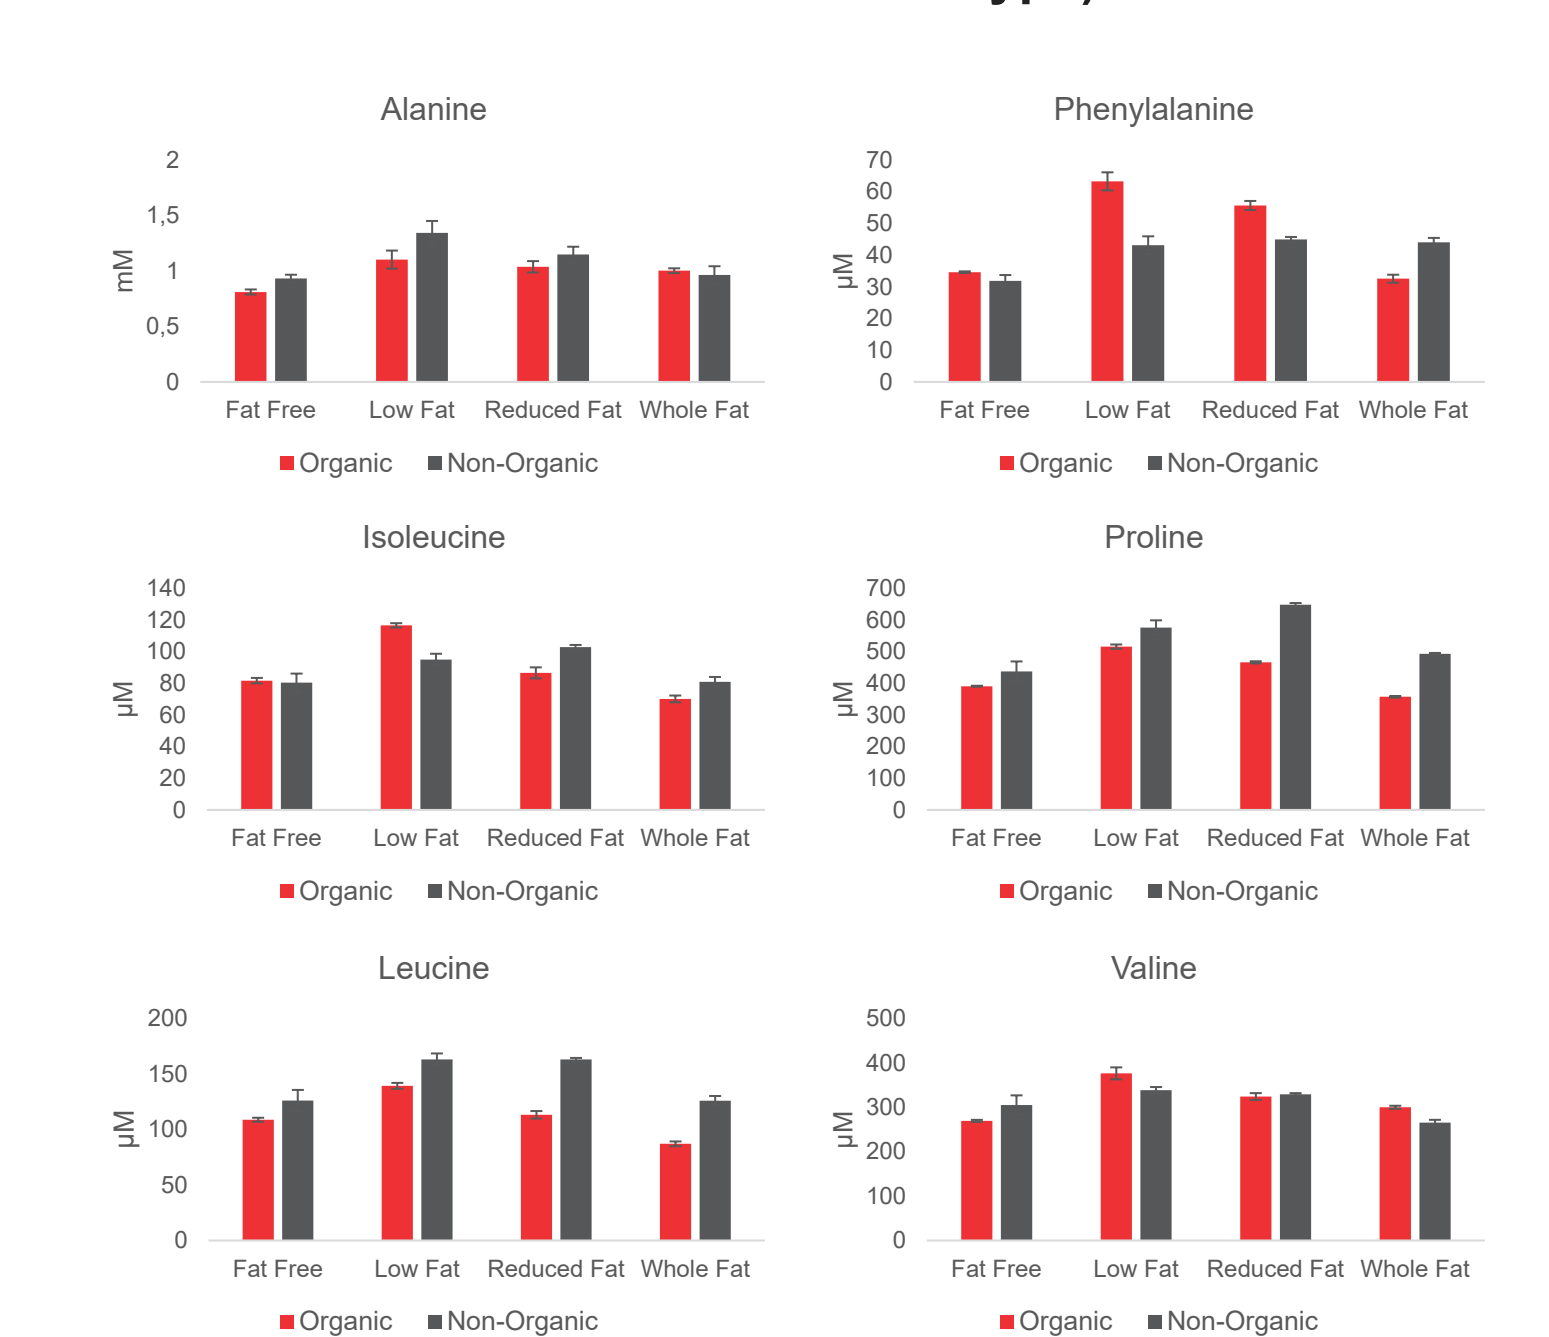 Alanine
2
1,5
1
0,5
0
mM
Fat Free Low Fat Reduced Fat Whole Fat
Organic Non-Organic
Phenylalanine
70
60
50
40
30
20
10
0
µM
Fat Free Low Fat Reduced Fat Whole Fat
Organic Non-Organic
Isoleucine
140
120
100
80
60
40
20
0
µM
Fat Free Low Fat Reduced Fat Whole Fat
Organic Non-Organic
Proline
700
600
500
400
300
200
100
0
µM
Fat Free Low Fat Reduced Fat Whole Fat
Organic Non-Organic
Leucine
200
150
100
50
0
µM
Fat Free Low Fat Reduced Fat Whole Fat
Organic Non-Organic
Valine
500
400
300
200
100
0
µM
Fat Free Low Fat Reduced Fat Whole Fat
Organic Non-Organic